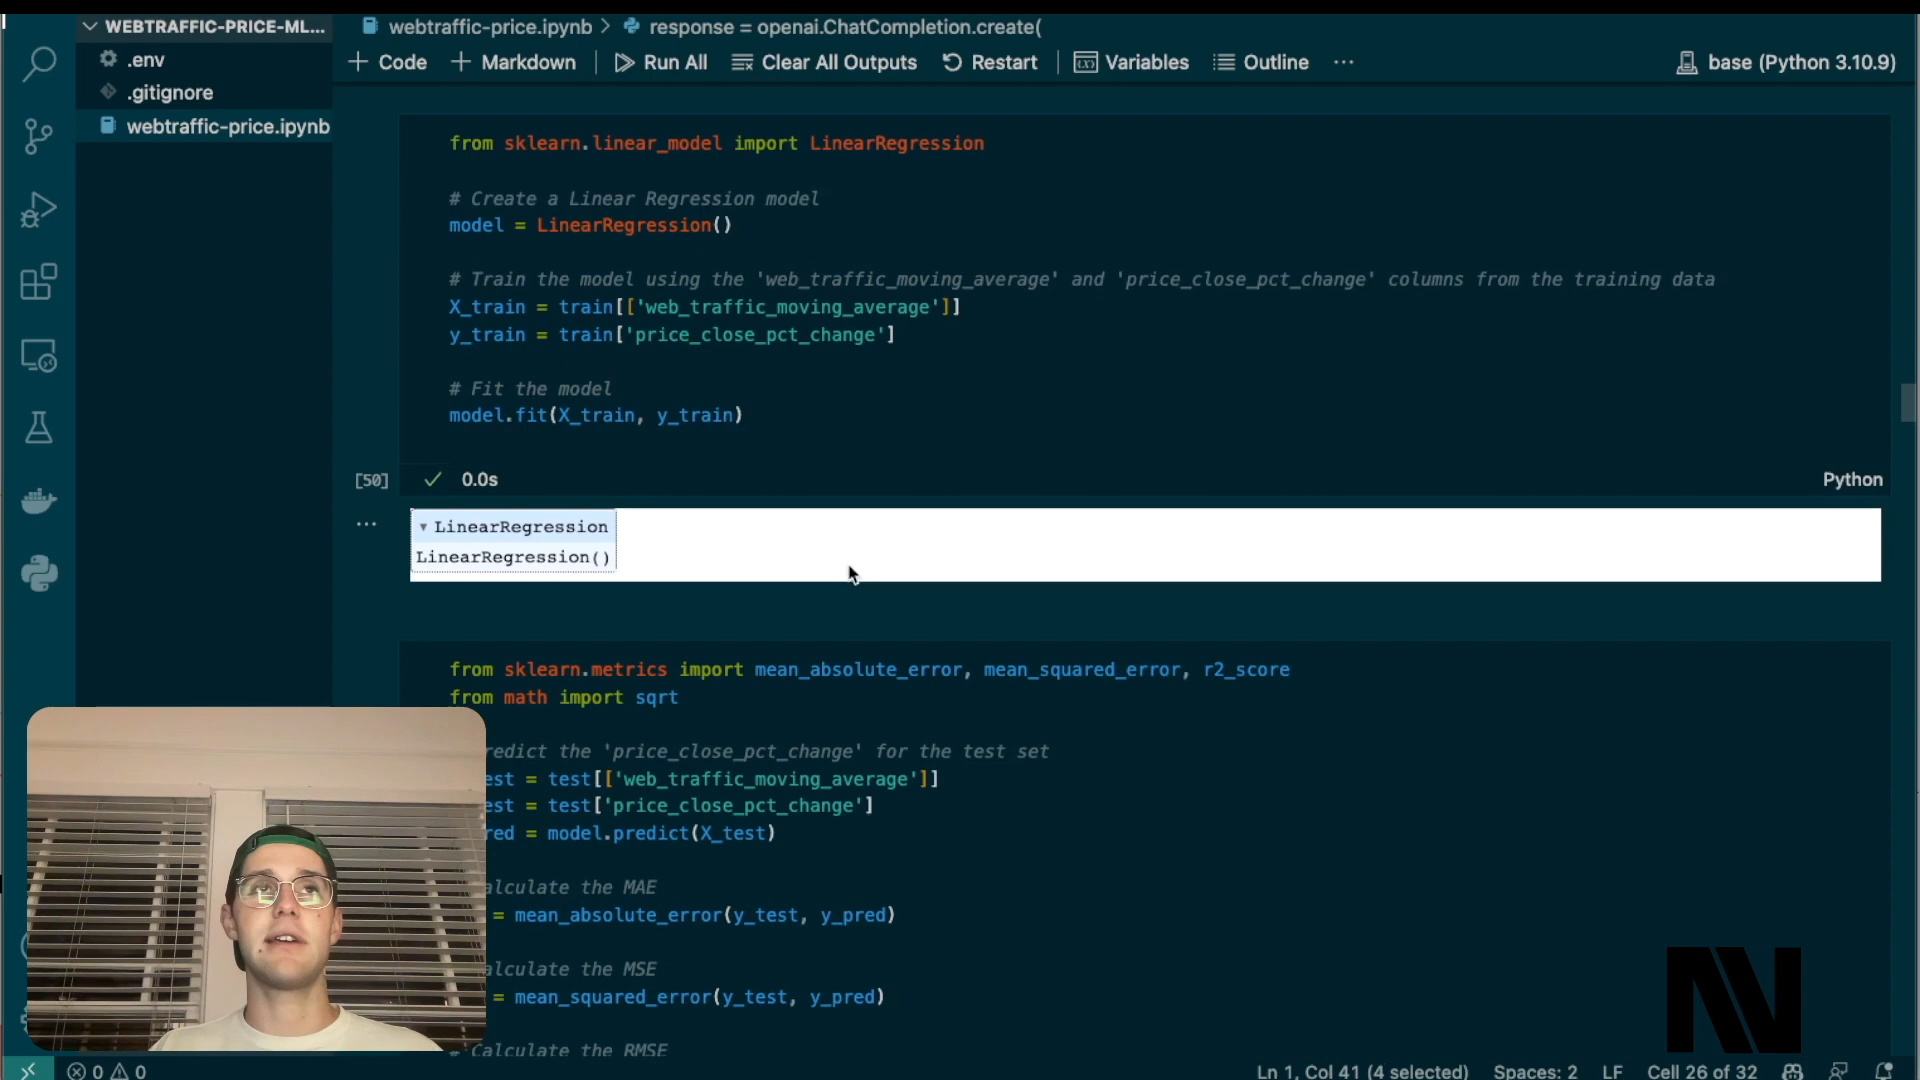 WEBTRAFFIC-PRICE-ML...
.env
.gitignore
webtraffic-price.ipynb
webtraffic-price.ipynb > response = openai.ChatCompletion.create(
+ Code + Markdown Run All Clear All Outputs Restart Variables Outline ... base (Python 3.10.9)
from sklearn.linear_model import LinearRegression
# Create a Linear Regression model
model = LinearRegression()
# Train the model using the 'web_traffic_moving_average' and 'price_close_pct_change' columns from the training data
X_train = train[['web_traffic_moving_average']]
y_train = train['price_close_pct_change']
# Fit the model
model.fit(X_train, y_train)
[50] ✓ 0.0s Python
... ▾ LinearRegression
LinearRegression()
from sklearn.metrics import mean_absolute_error, mean_squared_error, r2_score
from math import sqrt
redict the 'price_close_pct_change' for the test set
est = test[['web_traffic_moving_average']]
est = test['price_close_pct_change']
red = model.predict(X_test)
alculate the MAE
= mean_absolute_error(y_test, y_pred)
alculate the MSE
= mean_squared_error(y_test, y_pred)
# Calculate the RMSE
N
0 0 Ln 1, Col 41 (4 selected) Spaces: 2 LF Cell 26 of 32